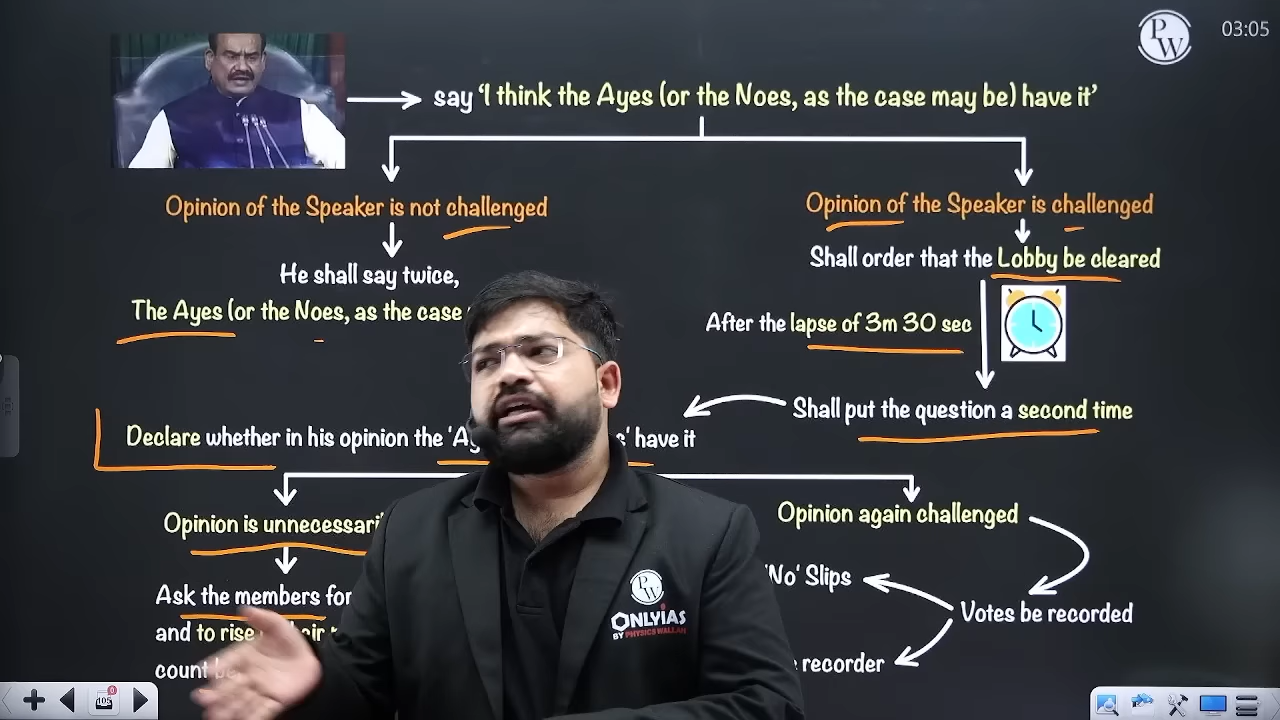 PW
03:05
say 'I think the Ayes (or the Noes, as the case may be) have it'
Opinion of the Speaker is not challenged
He shall say twice,
The Ayes (or the Noes, as the case
Opinion of the Speaker is challenged
Shall order that the Lobby be cleared
After the lapse of 3m 30 sec
Shall put the question a second time
Declare whether in his opinion the have it
Opinion is
Ask the members for
and to rise
count
Opinion again challenged
'No' Slips
Votes be recorded
recorder
PW
ONLYIAS
BY PHYSICS WALLAH
105